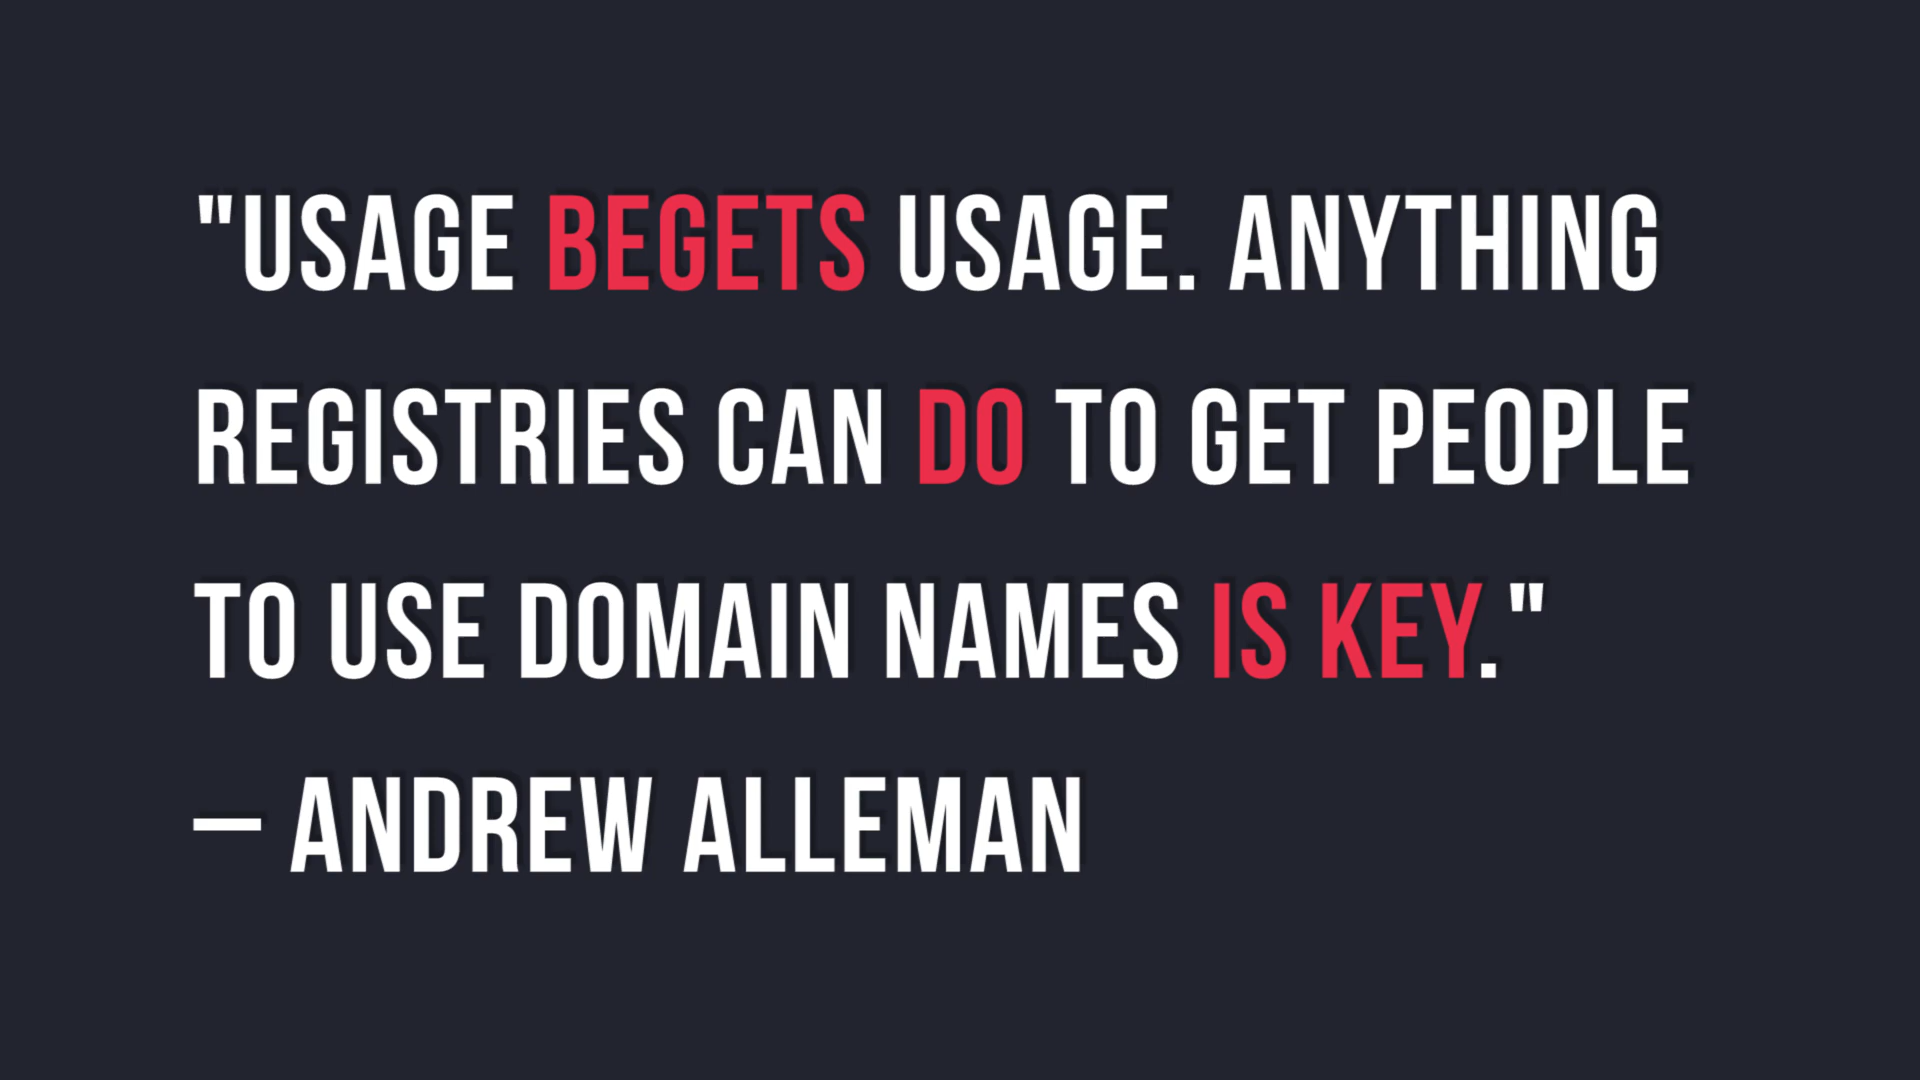 "USAGE BEGETS USAGE. ANYTHING
REGISTRIES CAN DO TO GET PEOPLE
TO USE DOMAIN NAMES IS KEY."
— ANDREW ALLEMAN